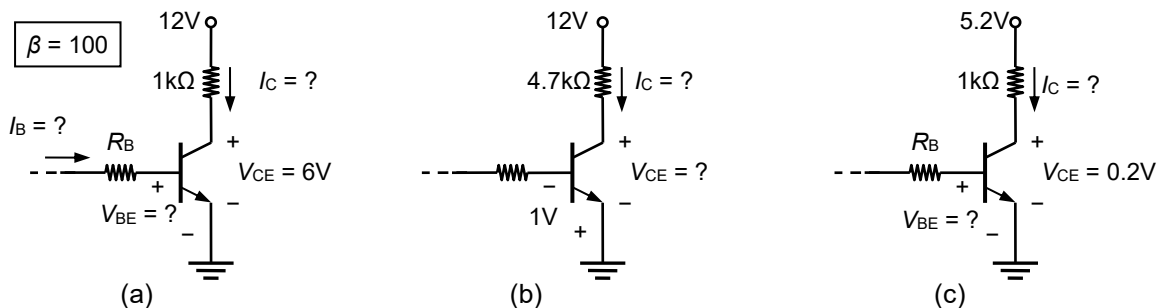 β = 100
12V
1kΩ
I_C = ?
I_B = ?
R_B
+
V_CE = 6V
+
–
V_BE = ?
–
(a)
12V
4.7kΩ
I_C = ?
+
V_CE = ?
–
–
1V
+
(b)
5.2V
1kΩ
I_C = ?
R_B
+
V_CE = 0.2V
+
–
V_BE = ?
–
(c)